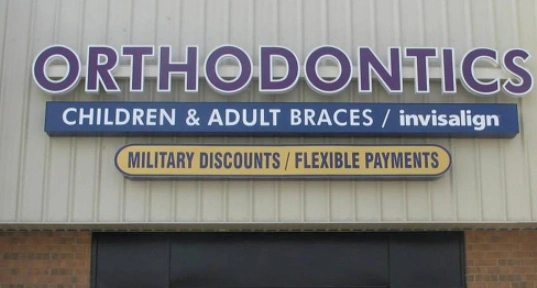 ORTHODONTICS
CHILDREN & ADULT BRACES / invisalign
MILITARY DISCOUNTS / FLEXIBLE PAYMENTS